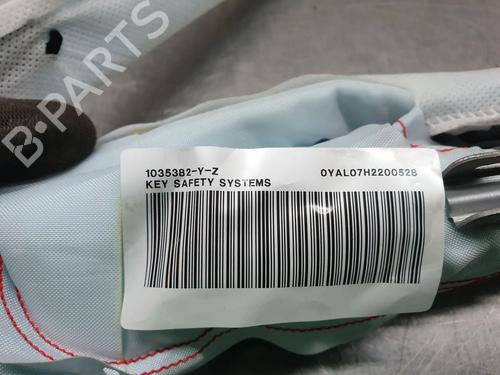 B-PARTS
1035382-Y-Z 0YAL07H2200528
KEY SAFETY SYSTEMS